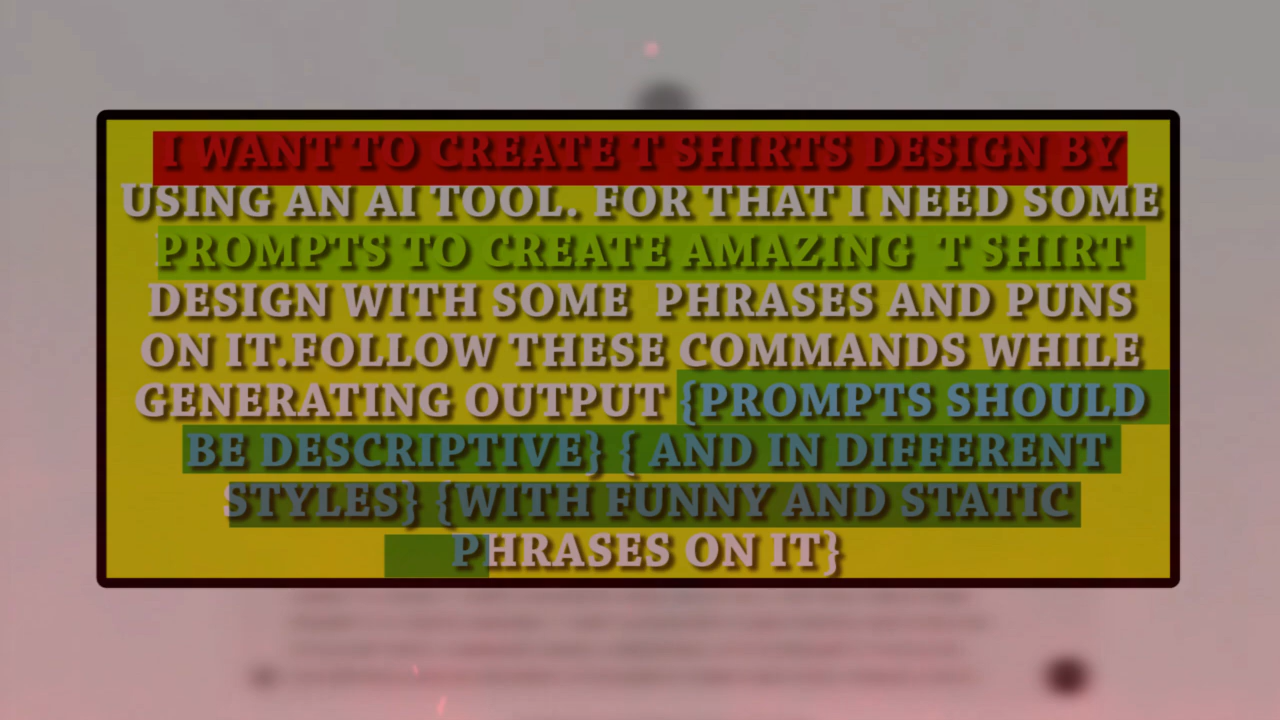 I WANT TO CREATE T SHIRTS DESIGN BY
USING AN AI TOOL. FOR THAT I NEED SOME
PROMPTS TO CREATE AMAZING T SHIRT
DESIGN WITH SOME PHRASES AND PUNS
ON IT.FOLLOW THESE COMMANDS WHILE
GENERATING OUTPUT {PROMPTS SHOULD
BE DESCRIPTIVE} { AND IN DIFFERENT
STYLES} {WITH FUNNY AND STATIC
PHRASES ON IT}